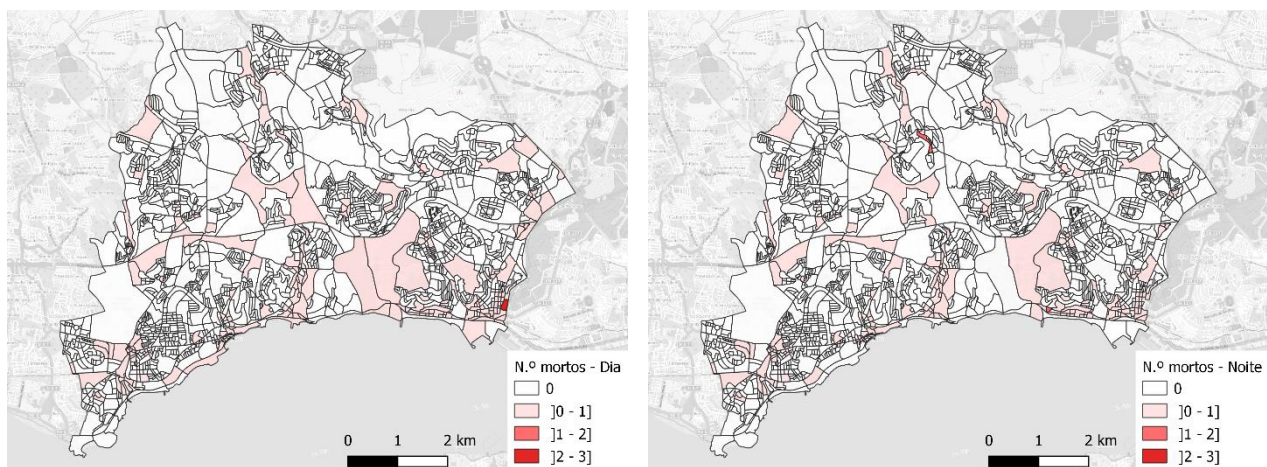 N.º mortos - Dia
0
]0 - 1]
]1 - 2]
]2 - 3]
0 1 2 km
N.º mortos - Noite
0
]0 - 1]
]1 - 2]
]2 - 3]
0 1 2 km